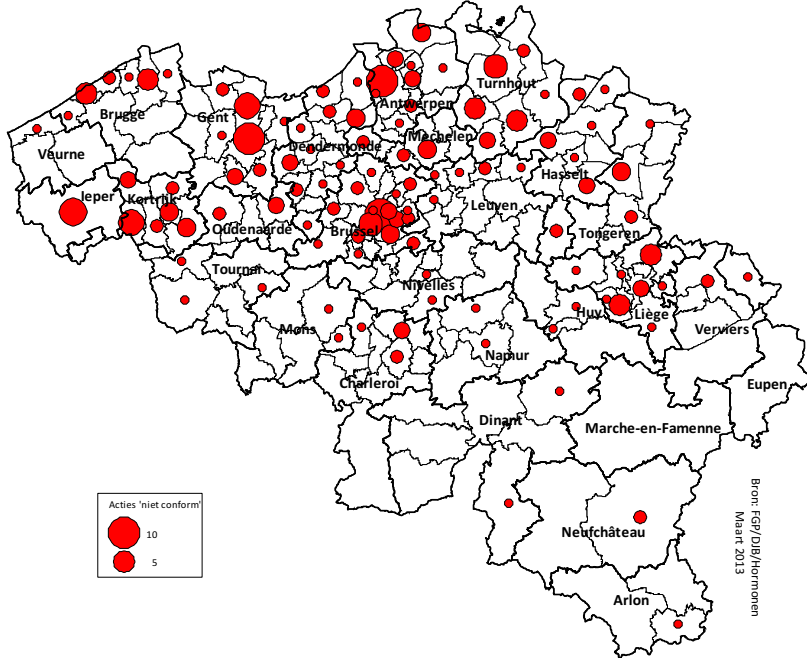 Turnhout
Antwerpen
Brugge
Gent
Mechelen
Dendermonde
Veurne
Hasselt
Ieper
Kortrijk
Leuven
Oudenaarde
Brussel
Tongeren
Tournai
Nivelles
Huy
Liège
Mons
Verviers
Namur
Charleroi
Eupen
Dinant
Marche-en-Famenne
Acties 'niet conform'
10
5
Neufchâteau
Arlon
Bron: FGP/DJB/Hormonen
Maart 2013